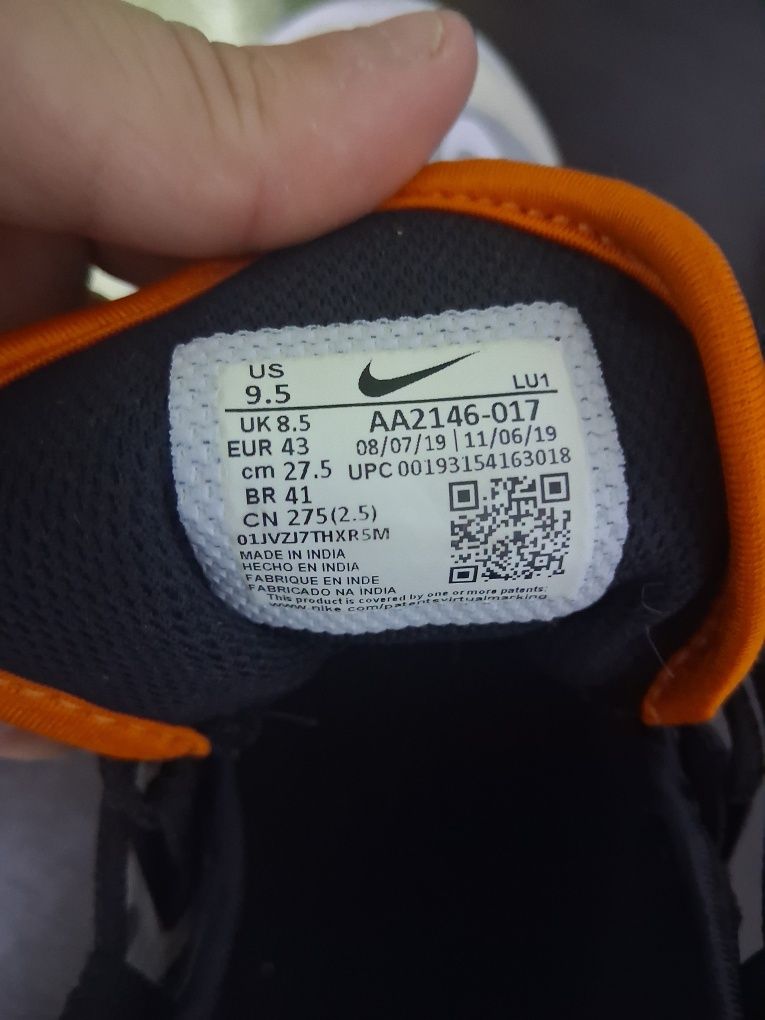 US
9.5
LU1
UK 8.5
AA2146-017
EUR 43
08/07/19 | 11/06/19
cm 27.5
UPC 00193154163018
BR 41
CN 275(2.5)
01JVZJ7THXR5M
MADE IN INDIA
HECHO EN INDIA
FABRIQUE EN INDE
FABRICADO NA INDIA
This product is covered by one or more patents.
www.nike.com/patentsvirtualmarking